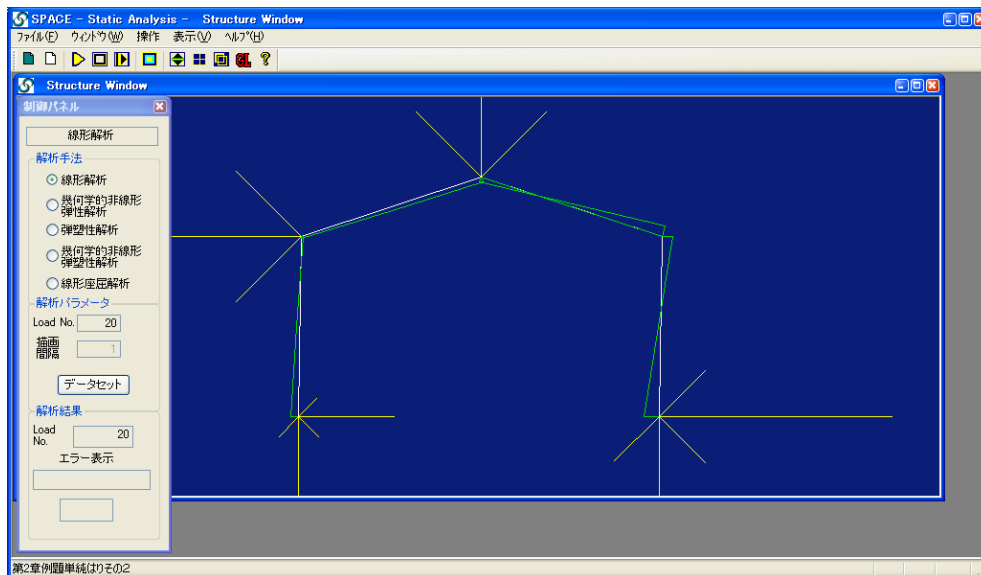 SPACE - Static Analysis - Structure Window
ファイル(F) ウィンドウ(W) 操作 表示(V) ヘルプ(H)
GL ?
Structure Window
制御パネル
線形解析
解析手法
線形解析
幾何学的非線形
弾性解析
弾塑性解析
幾何学的非線形
弾塑性解析
線形座屈解析
解析パラメータ
Load No. 20
描画
間隔 1
データセット
解析結果
Load
No. 20
エラー表示
第2章例題単純はりその2